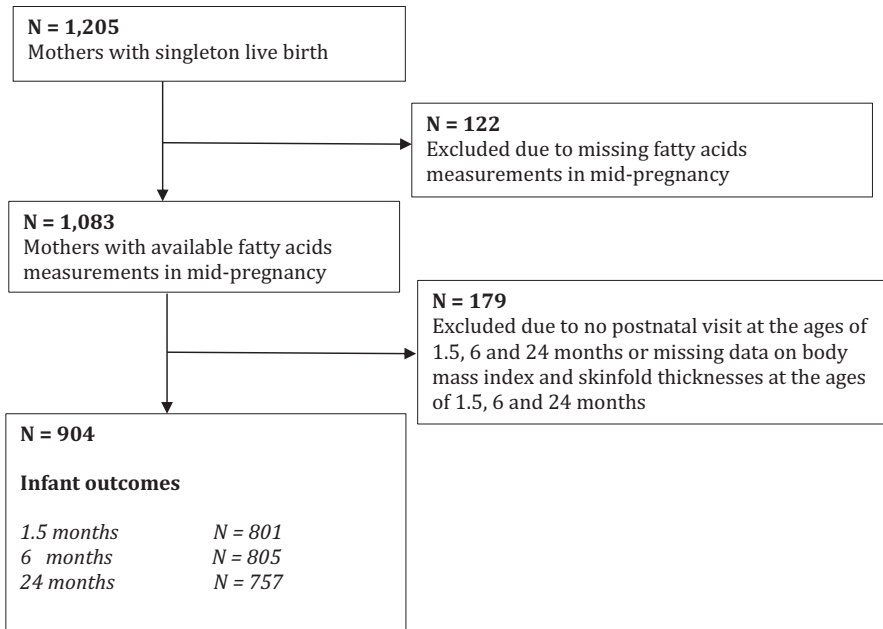 N = 1,205
Mothers with singleton live birth
N = 122
Excluded due to missing fatty acids
measurements in mid-pregnancy
N = 1,083
Mothers with available fatty acids
measurements in mid-pregnancy
N = 179
Excluded due to no postnatal visit at the ages of
1.5, 6 and 24 months or missing data on body
mass index and skinfold thicknesses at the ages
of 1.5, 6 and 24 months
N = 904
Infant outcomes
1.5 months N = 801
6 months N = 805
24 months N = 757